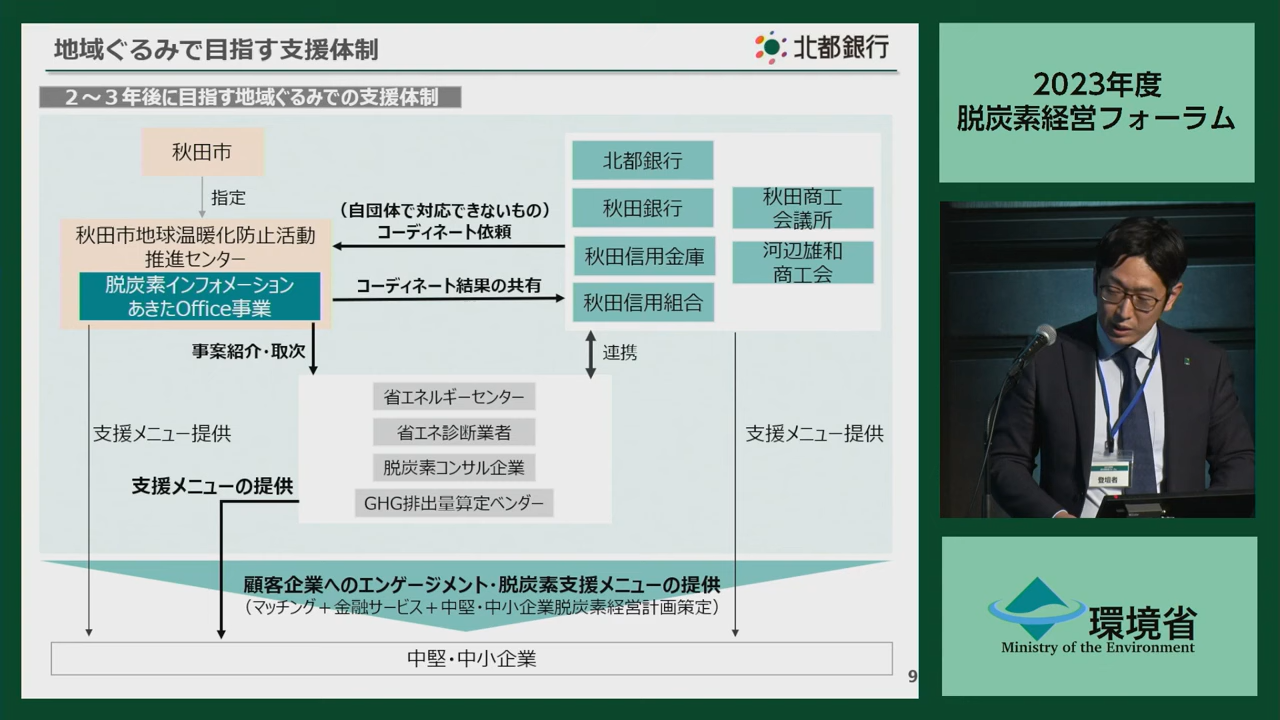 地域ぐるみで目指す支援体制
北都銀行
２～３年後に目指す地域ぐるみでの支援体制
秋田市
指定
秋田市地球温暖化防止活動
推進センター
脱炭素インフォメーション
あきたOffice事業
（自団体で対応できないもの）
コーディネート依頼
コーディネート結果の共有
北都銀行
秋田銀行
秋田信用金庫
秋田信用組合
秋田商工
会議所
河辺雄和
商工会
事案紹介・取次
連携
省エネルギーセンター
省エネ診断業者
脱炭素コンサル企業
GHG排出量算定ベンダー
支援メニュー提供
支援メニューの提供
支援メニュー提供
顧客企業へのエンゲージメント・脱炭素支援メニューの提供
（マッチング＋金融サービス＋中堅・中小企業脱炭素経営計画策定）
中堅・中小企業
9
2023年度
脱炭素経営フォーラム
登壇者
環境省
Ministry of the Environment